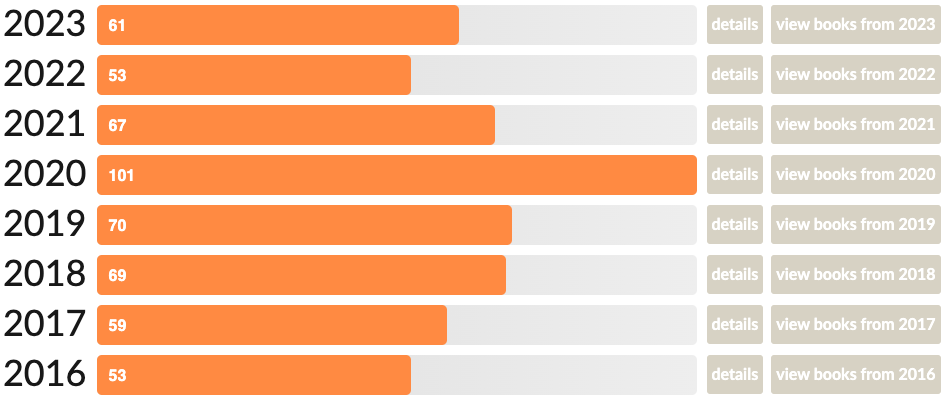 2023 61 details view books from 2023
2022 53 details view books from 2022
2021 67 details view books from 2021
2020 101 details view books from 2020
2019 70 details view books from 2019
2018 69 details view books from 2018
2017 59 details view books from 2017
2016 53 details view books from 2016